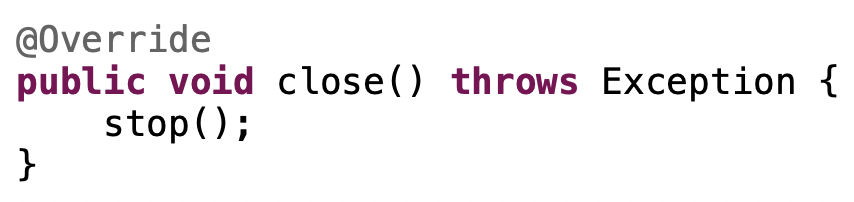 @Override
public void close() throws Exception {
    stop();
}